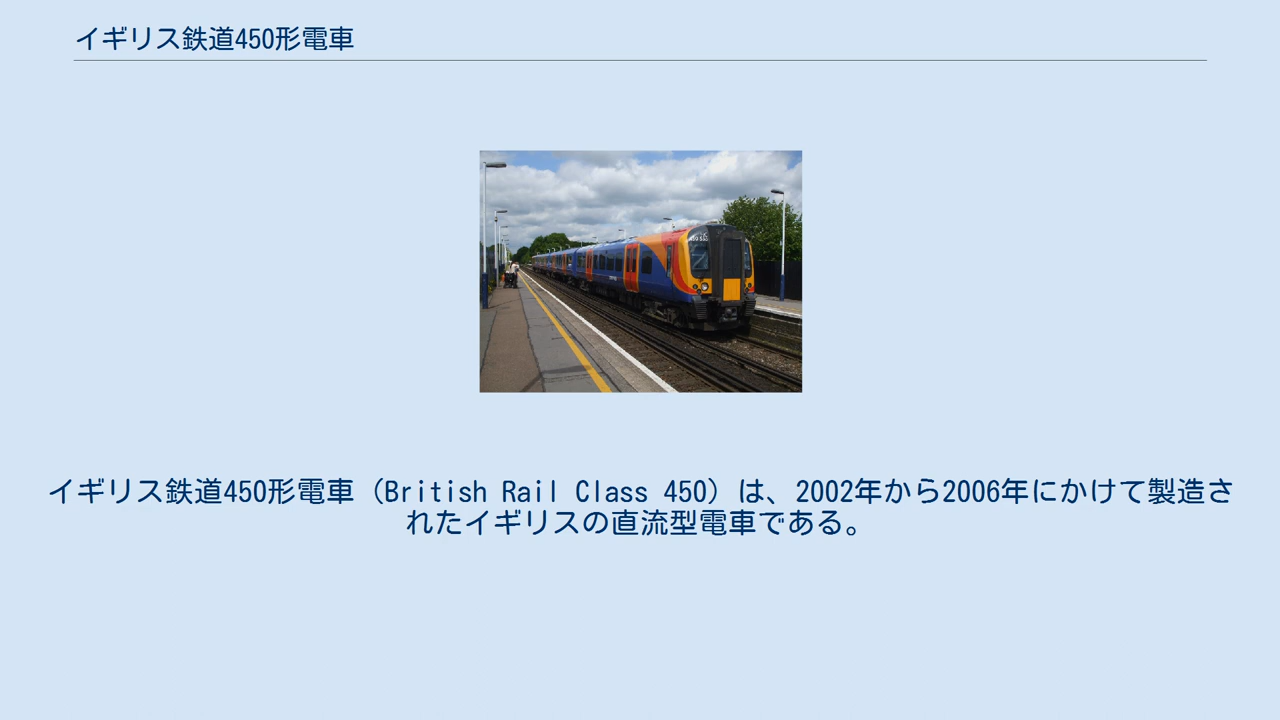 イギリス鉄道450形電車
イギリス鉄道450形電車（British Rail Class 450）は、2002年から2006年にかけて製造さ
れたイギリスの直流型電車である。